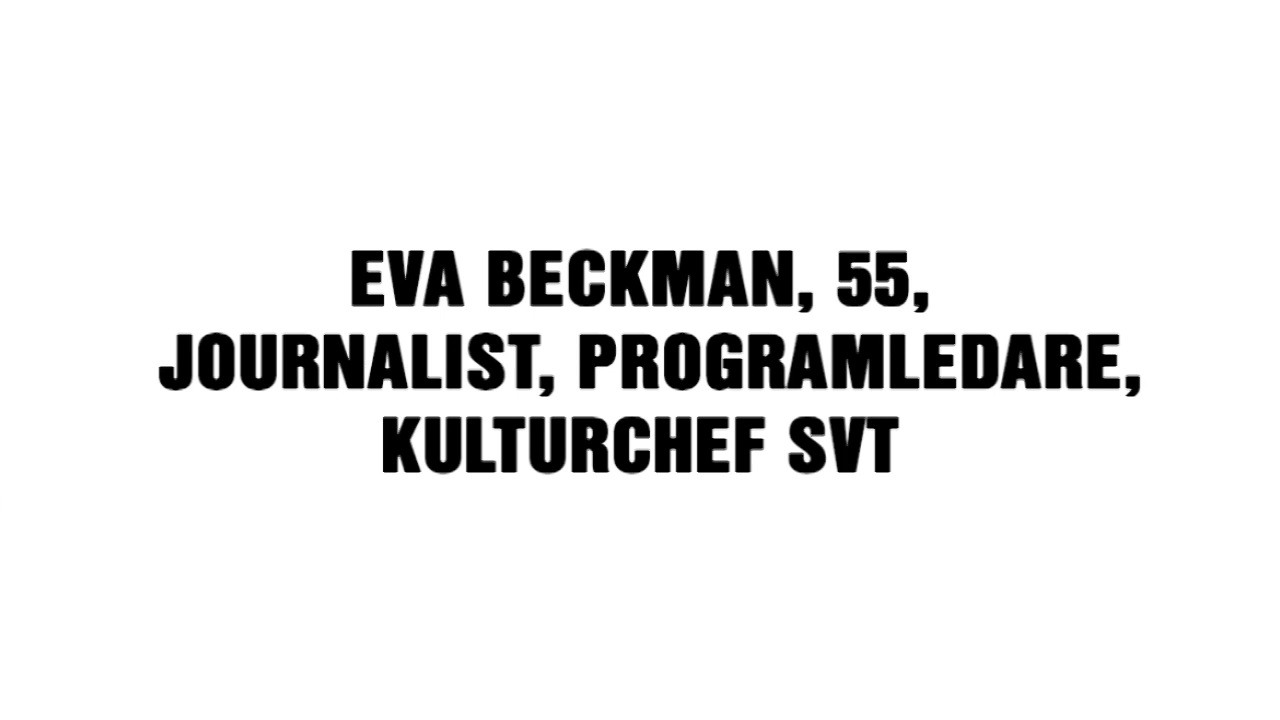 EVA BECKMAN, 55,
JOURNALIST, PROGRAMLEDARE,
KULTURCHEF SVT